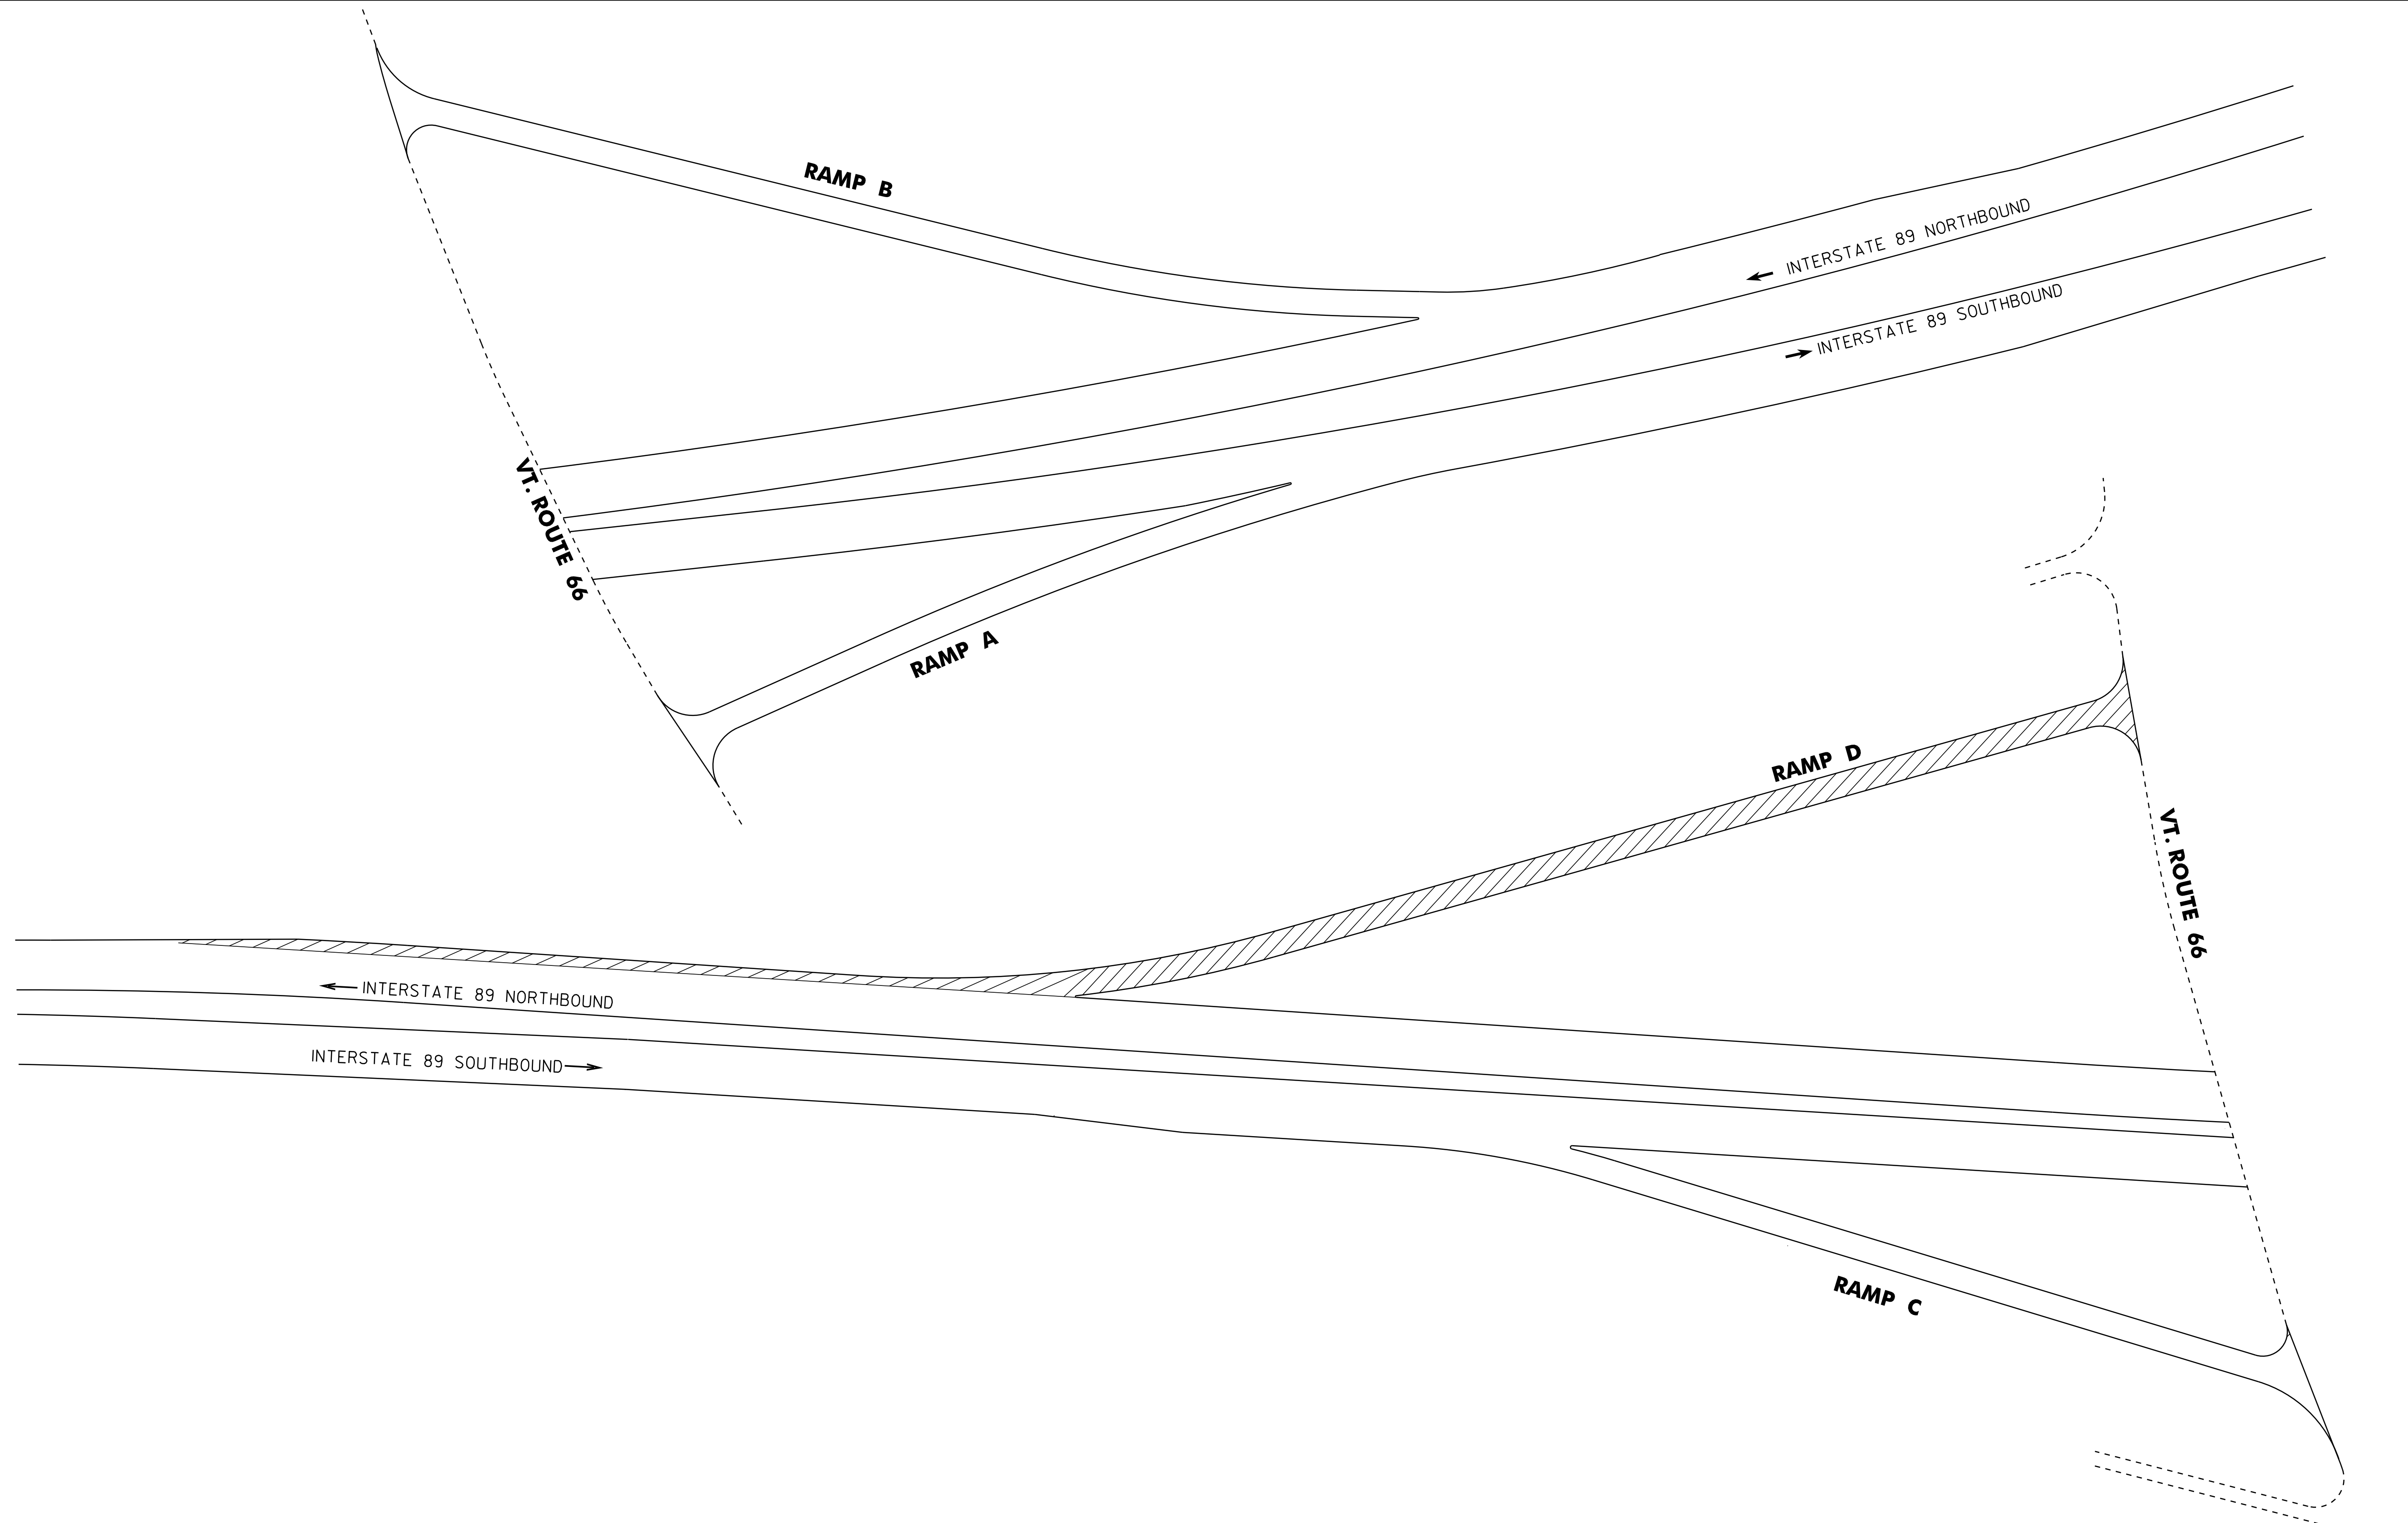 RAMP B
INTERSTATE 89 NORTHBOUND
INTERSTATE 89 SOUTHBOUND
VT. ROUTE 66
RAMP A
RAMP D
VT. ROUTE 66
INTERSTATE 89 NORTHBOUND
INTERSTATE 89 SOUTHBOUND
RAMP C